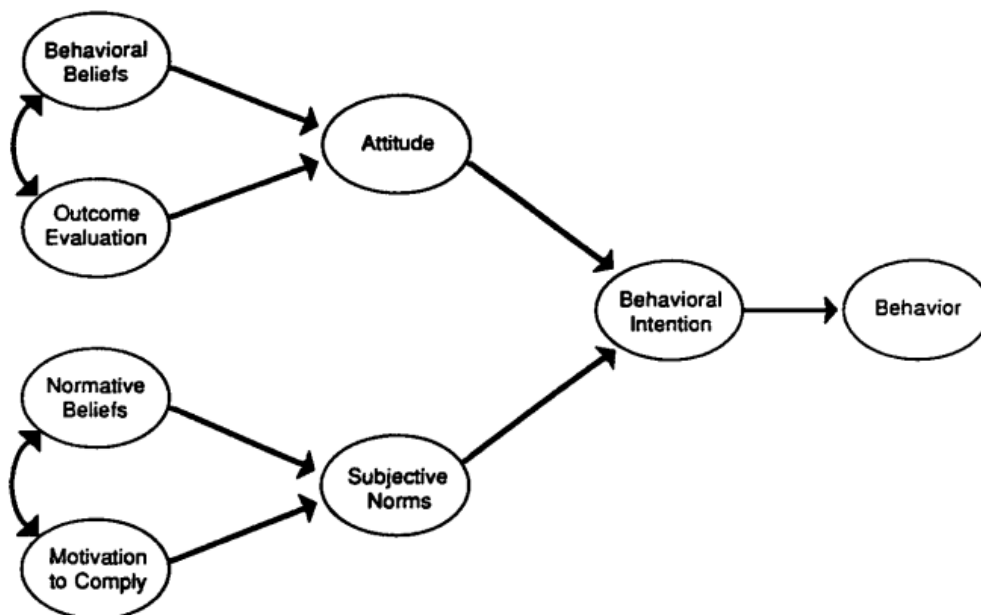 Behavioral
Beliefs
Attitude
Outcome
Evaluation
Behavioral
Intention
Behavior
Normative
Beliefs
Subjective
Norms
Motivation
to Comply